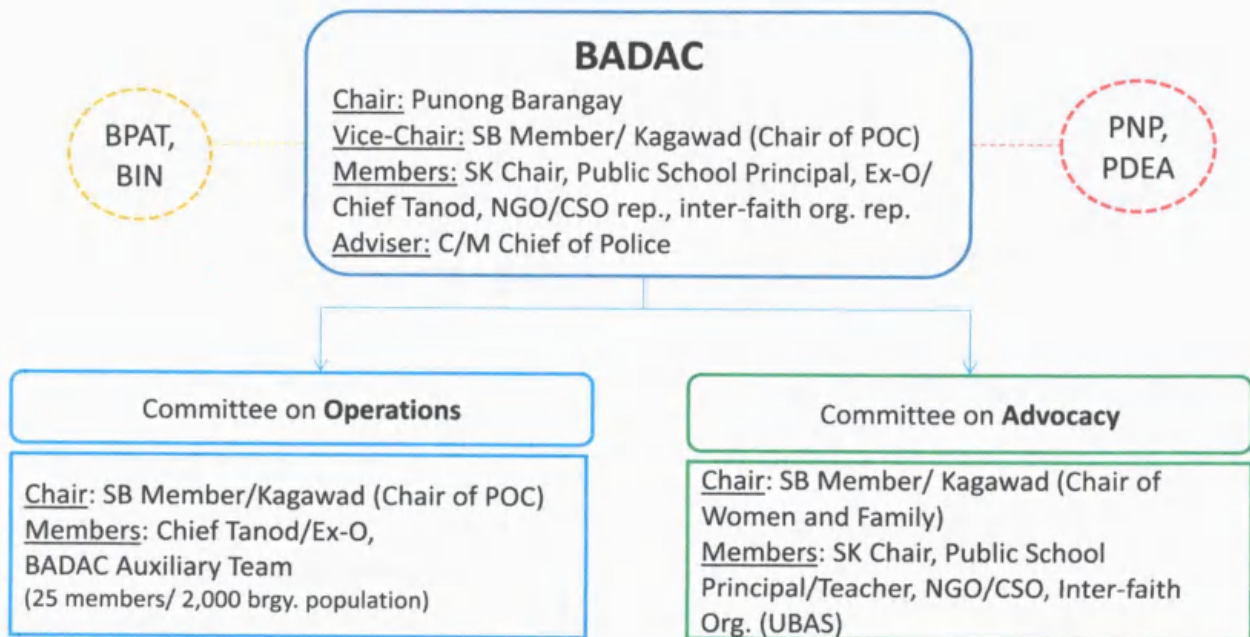 BADAC
Chair: Punong Barangay
Vice-Chair: SB Member/ Kagawad (Chair of POC)
Members: SK Chair, Public School Principal, Ex-O/
Chief Tanod, NGO/CSO rep., inter-faith org. rep.
Adviser: C/M Chief of Police
BPAT,
BIN
PNP,
PDEA
Committee on Operations
Chair: SB Member/Kagawad (Chair of POC)
Members: Chief Tanod/Ex-O,
BADAC Auxiliary Team
(25 members/ 2,000 brgy. population)
Committee on Advocacy
Chair: SB Member/ Kagawad (Chair of
Women and Family)
Members: SK Chair, Public School
Principal/Teacher, NGO/CSO, Inter-faith
Org. (UBAS)